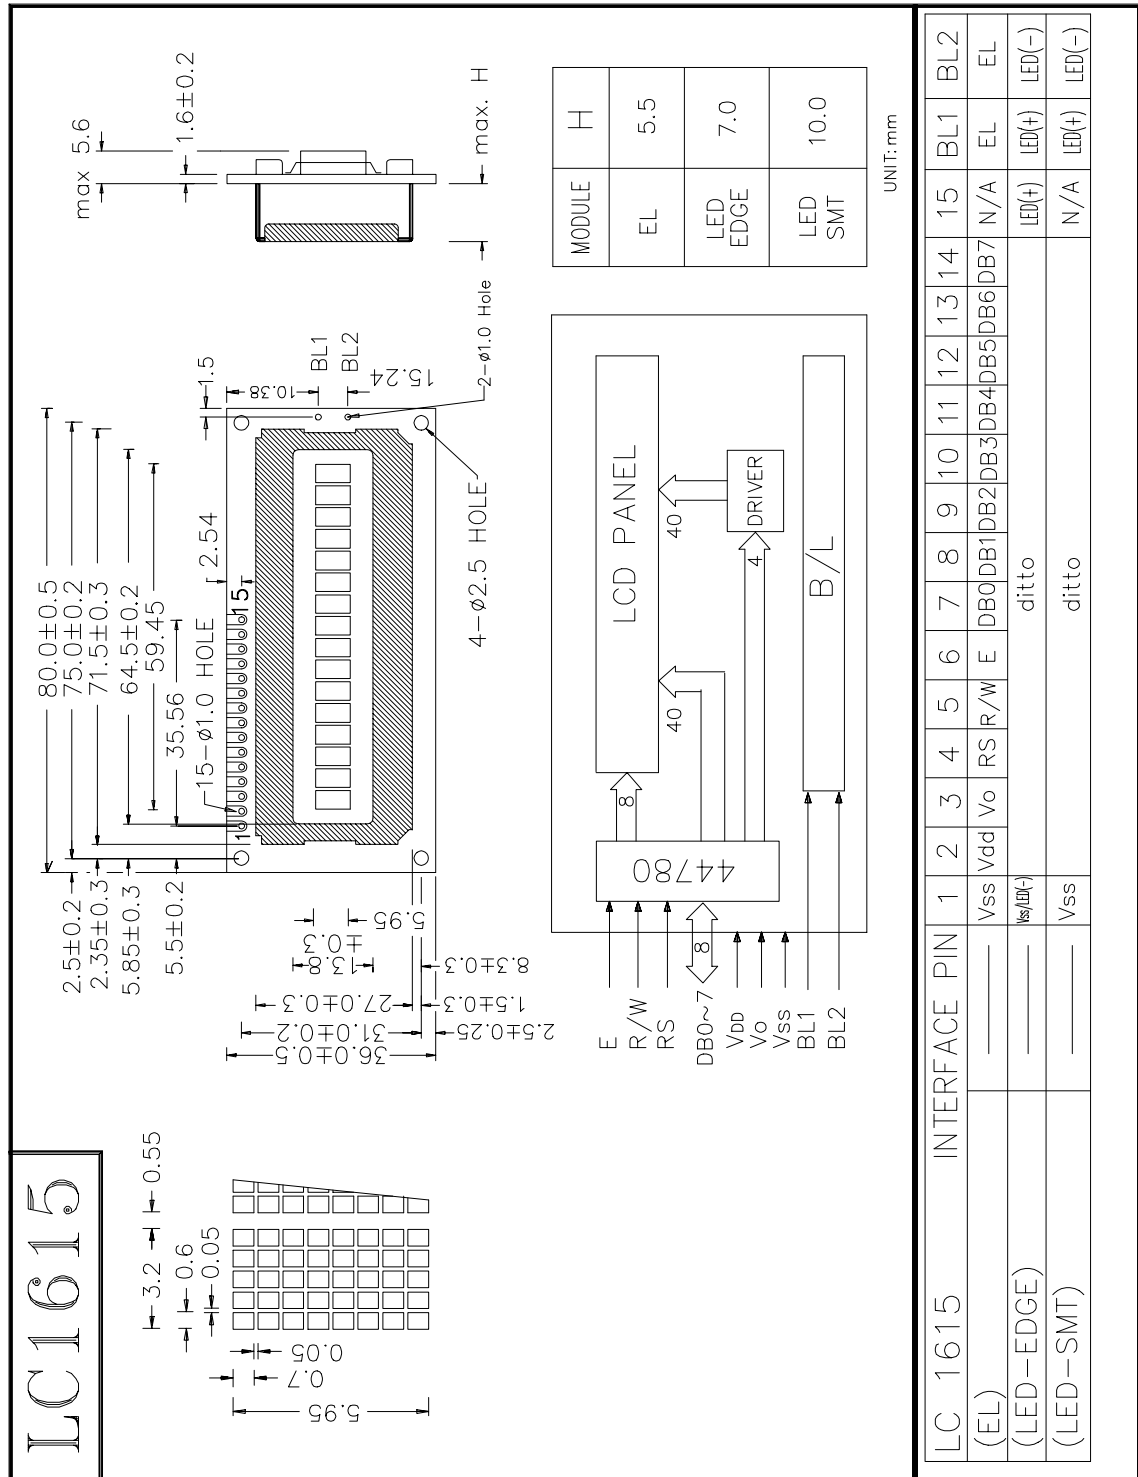 LC1615
3.2
0.55
0.6
0.05
0.05
0.7
5.95
80.0±0.5
75.0±0.2
71.5±0.3
64.5±0.2
59.45
35.56
15-ø1.0 HOLE
2.54
1
15
2.5±0.2
2.35±0.3
5.85±0.3
5.5±0.2
1.5
10.38
BL1
BL2
15.24
2-ø1.0 Hole
4-ø2.5 HOLE
5.95
13.8±0.3
27.0±0.3
31.0±0.2
36.0±0.5
8.3±0.3
1.5±0.3
2.5±0.25
max 5.6
1.6±0.2
max. H
MODULE H
EL 5.5
LED EDGE 7.0
LED SMT 10.0
UNIT:mm
LCD PANEL
DRIVER
B/L
44780
8
40
40
4
8
E
R/W
RS
DB0~7
VDD
Vo
Vss
BL1
BL2
LC 1615 INTERFACE PIN 1 2 3 4 5 6 7 8 9 10 11 12 13 14 15 BL1 BL2
(EL) Vss Vdd Vo RS R/W E DB0 DB1 DB2 DB3 DB4 DB5 DB6 DB7 N/A EL EL
(LED-EDGE) Vss/LED(-) ditto LED(+) LED(+) LED(-)
(LED-SMT) Vss ditto N/A LED(+) LED(-)